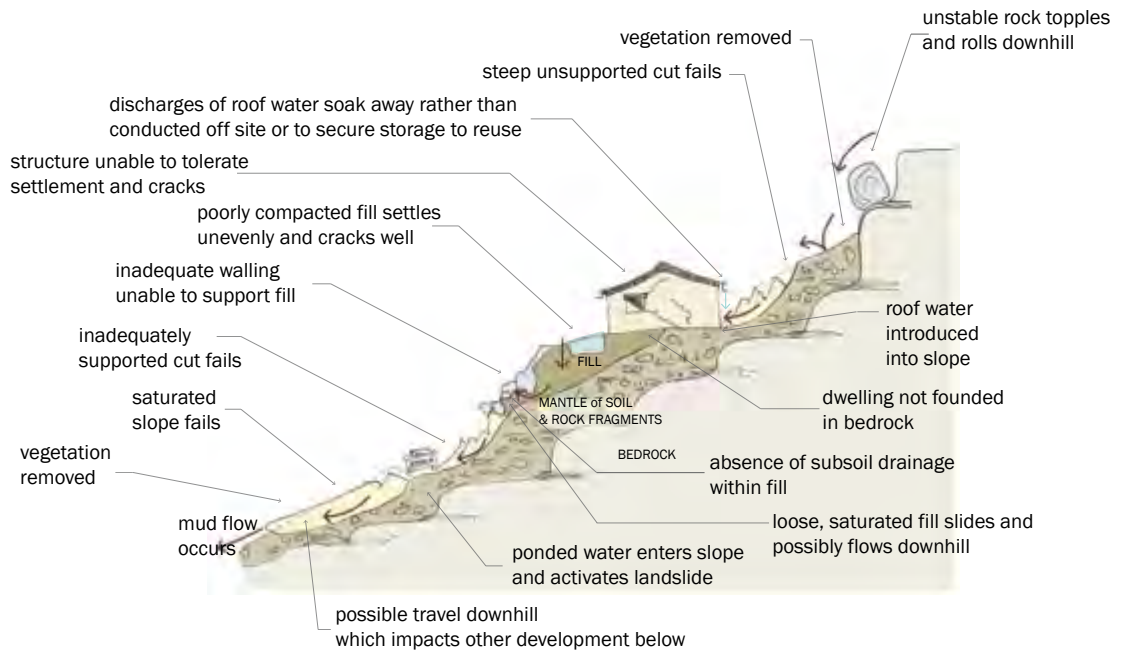 unstable rock topples
and rolls downhill
vegetation removed
steep unsupported cut fails
discharges of roof water soak away rather than
conducted off site or to secure storage to reuse
structure unable to tolerate
settlement and cracks
poorly compacted fill settles
unevenly and cracks well
inadequate walling
unable to support fill
inadequately
supported cut fails
saturated
slope fails
vegetation
removed
mud flow
occurs
roof water
introduced
into slope
FILL
MANTLE of SOIL
& ROCK FRAGMENTS
BEDROCK
dwelling not founded
in bedrock
absence of subsoil drainage
within fill
loose, saturated fill slides and
possibly flows downhill
ponded water enters slope
and activates landslide
possible travel downhill
which impacts other development below